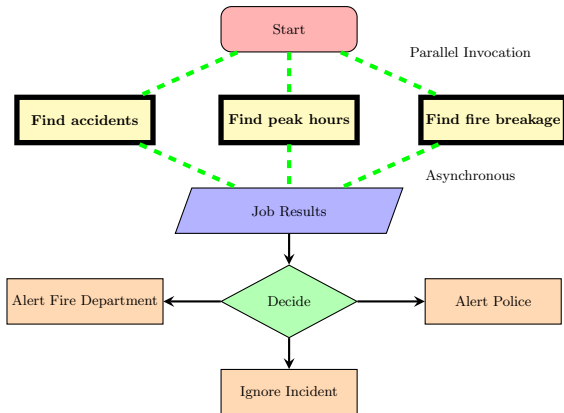 Start
Parallel Invocation
Find accidents
Find peak hours
Find fire breakage
Asynchronous
Job Results
Alert Fire Department
Decide
Alert Police
Ignore Incident